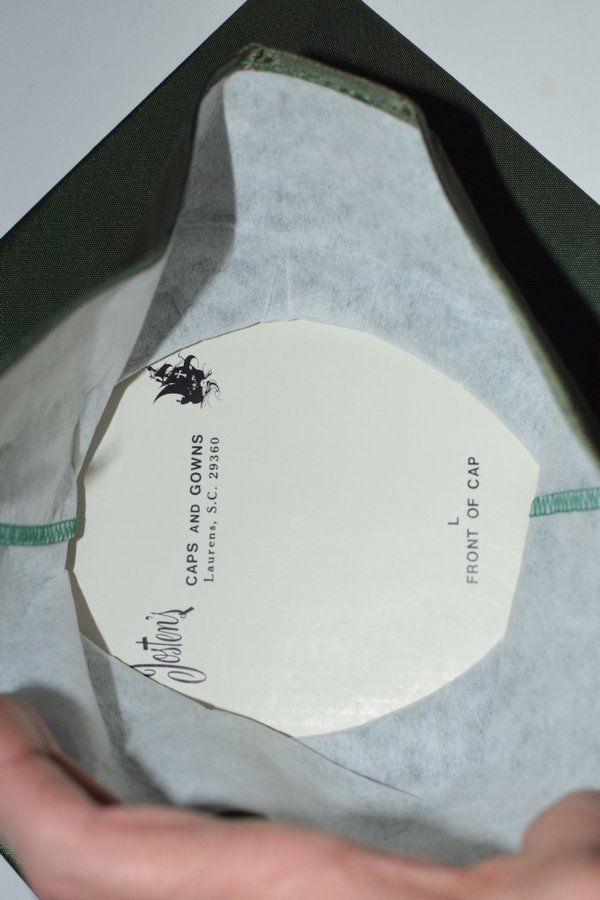 Josten's
CAPS AND GOWNS
Laurens, S.C. 29360
L
FRONT OF CAP